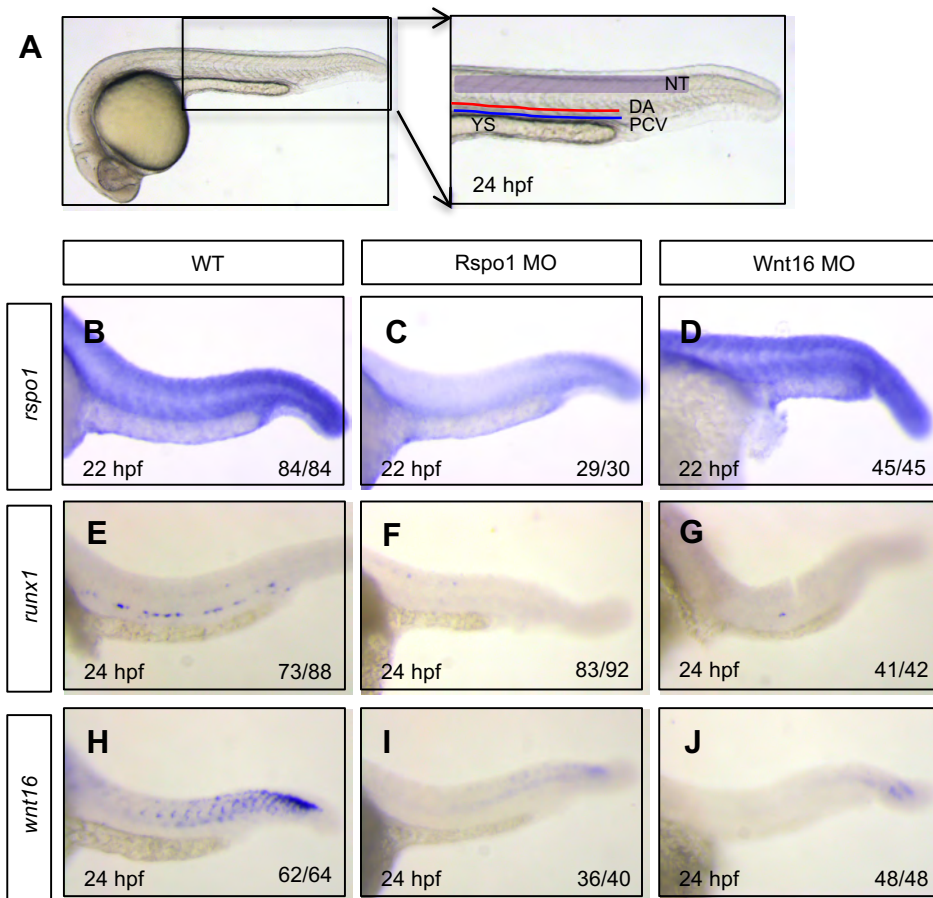 A
NT
DA
YS
PCV
24 hpf
WT
Rspo1 MO
Wnt16 MO
rspo1
B
22 hpf
84/84
C
22 hpf
29/30
D
22 hpf
45/45
runx1
E
24 hpf
73/88
F
24 hpf
83/92
G
24 hpf
41/42
wnt16
H
24 hpf
62/64
I
24 hpf
36/40
J
24 hpf
48/48